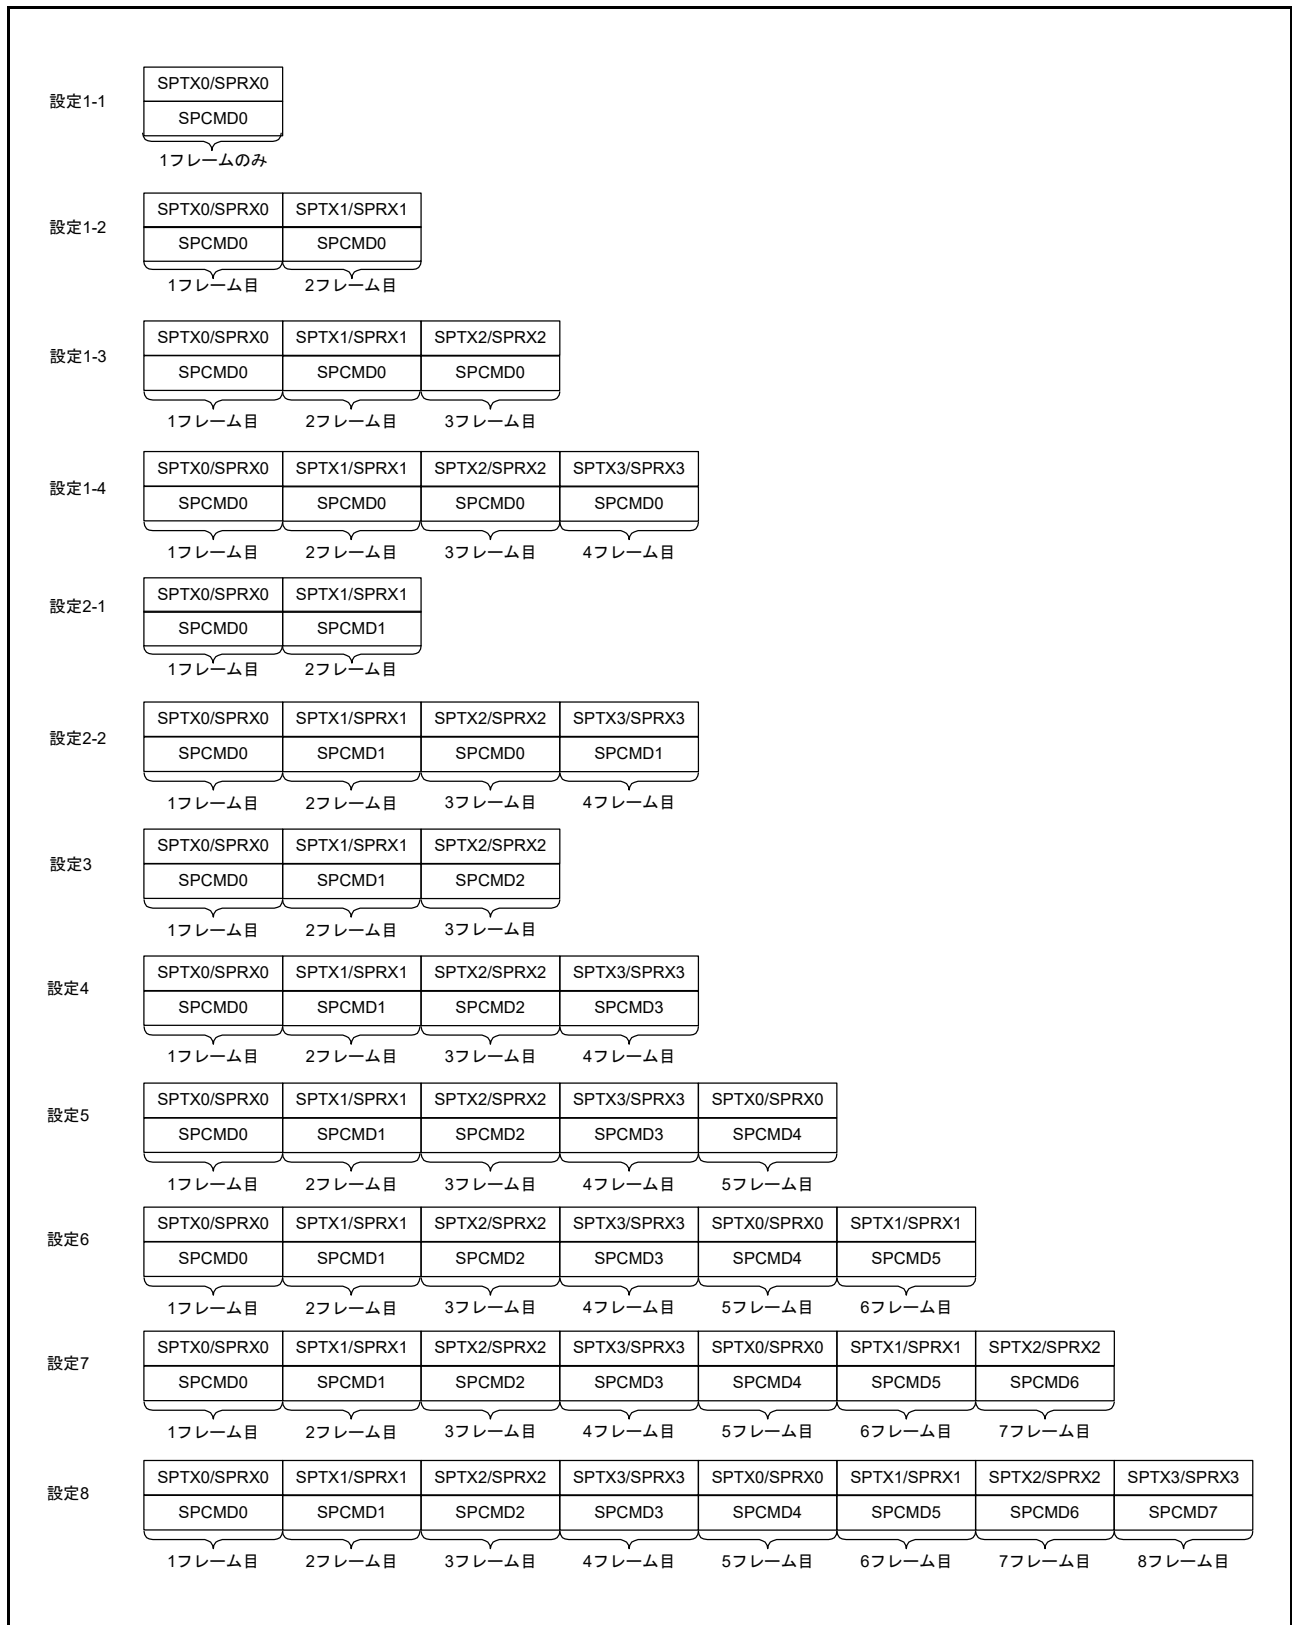 設定1-1
SPTX0/SPRX0
SPCMD0
1フレームのみ
設定1-2
SPTX0/SPRX0 SPTX1/SPRX1
SPCMD0 SPCMD0
1フレーム目 2フレーム目
設定1-3
SPTX0/SPRX0 SPTX1/SPRX1 SPTX2/SPRX2
SPCMD0 SPCMD0 SPCMD0
1フレーム目 2フレーム目 3フレーム目
設定1-4
SPTX0/SPRX0 SPTX1/SPRX1 SPTX2/SPRX2 SPTX3/SPRX3
SPCMD0 SPCMD0 SPCMD0 SPCMD0
1フレーム目 2フレーム目 3フレーム目 4フレーム目
設定2-1
SPTX0/SPRX0 SPTX1/SPRX1
SPCMD0 SPCMD1
1フレーム目 2フレーム目
設定2-2
SPTX0/SPRX0 SPTX1/SPRX1 SPTX2/SPRX2 SPTX3/SPRX3
SPCMD0 SPCMD1 SPCMD0 SPCMD1
1フレーム目 2フレーム目 3フレーム目 4フレーム目
設定3
SPTX0/SPRX0 SPTX1/SPRX1 SPTX2/SPRX2
SPCMD0 SPCMD1 SPCMD2
1フレーム目 2フレーム目 3フレーム目
設定4
SPTX0/SPRX0 SPTX1/SPRX1 SPTX2/SPRX2 SPTX3/SPRX3
SPCMD0 SPCMD1 SPCMD2 SPCMD3
1フレーム目 2フレーム目 3フレーム目 4フレーム目
設定5
SPTX0/SPRX0 SPTX1/SPRX1 SPTX2/SPRX2 SPTX3/SPRX3 SPTX0/SPRX0
SPCMD0 SPCMD1 SPCMD2 SPCMD3 SPCMD4
1フレーム目 2フレーム目 3フレーム目 4フレーム目 5フレーム目
設定6
SPTX0/SPRX0 SPTX1/SPRX1 SPTX2/SPRX2 SPTX3/SPRX3 SPTX0/SPRX0 SPTX1/SPRX1
SPCMD0 SPCMD1 SPCMD2 SPCMD3 SPCMD4 SPCMD5
1フレーム目 2フレーム目 3フレーム目 4フレーム目 5フレーム目 6フレーム目
設定7
SPTX0/SPRX0 SPTX1/SPRX1 SPTX2/SPRX2 SPTX3/SPRX3 SPTX0/SPRX0 SPTX1/SPRX1 SPTX2/SPRX2
SPCMD0 SPCMD1 SPCMD2 SPCMD3 SPCMD4 SPCMD5 SPCMD6
1フレーム目 2フレーム目 3フレーム目 4フレーム目 5フレーム目 6フレーム目 7フレーム目
設定8
SPTX0/SPRX0 SPTX1/SPRX1 SPTX2/SPRX2 SPTX3/SPRX3 SPTX0/SPRX0 SPTX1/SPRX1 SPTX2/SPRX2 SPTX3/SPRX3
SPCMD0 SPCMD1 SPCMD2 SPCMD3 SPCMD4 SPCMD5 SPCMD6 SPCMD7
1フレーム目 2フレーム目 3フレーム目 4フレーム目 5フレーム目 6フレーム目 7フレーム目 8フレーム目